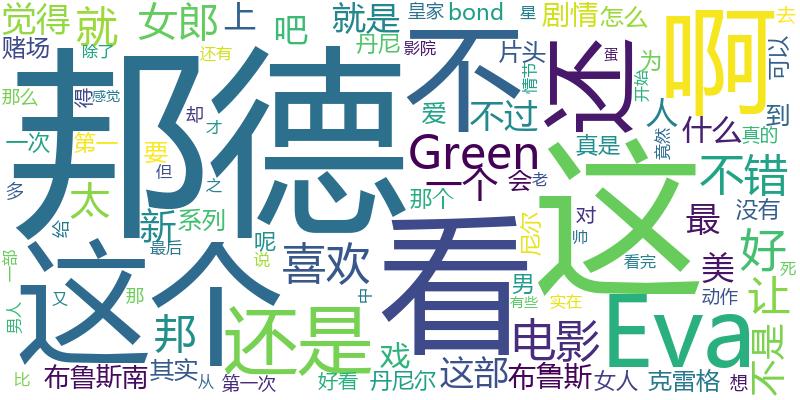 觉得
就
女郎
上
吧
就是
皇家
bond
星
剧情
怎么
赌场
除了
还有
丹尼
影院
片头
情节
为
去
邦德
不
还
啊
那么
得
感觉
却
才
爱
不过
开始
蛋
人
可以
到
一次
第一
要
但
真是
竟然
什么
真的
Green
一个
会
老
不错
多
太
之
那个
给
新
系列
尼尔
对
最
没有
这个
看
这
最后
呢
说
喜欢
帅
好
一部
又
那
中
男
看完
美
死
男人
邦
还是
有些
实在
动作
让
Eva
电影
戏
不是
布鲁斯南
其实
这部
布鲁斯
女人
克雷格
想
比
从
第一次
好看
丹尼尔